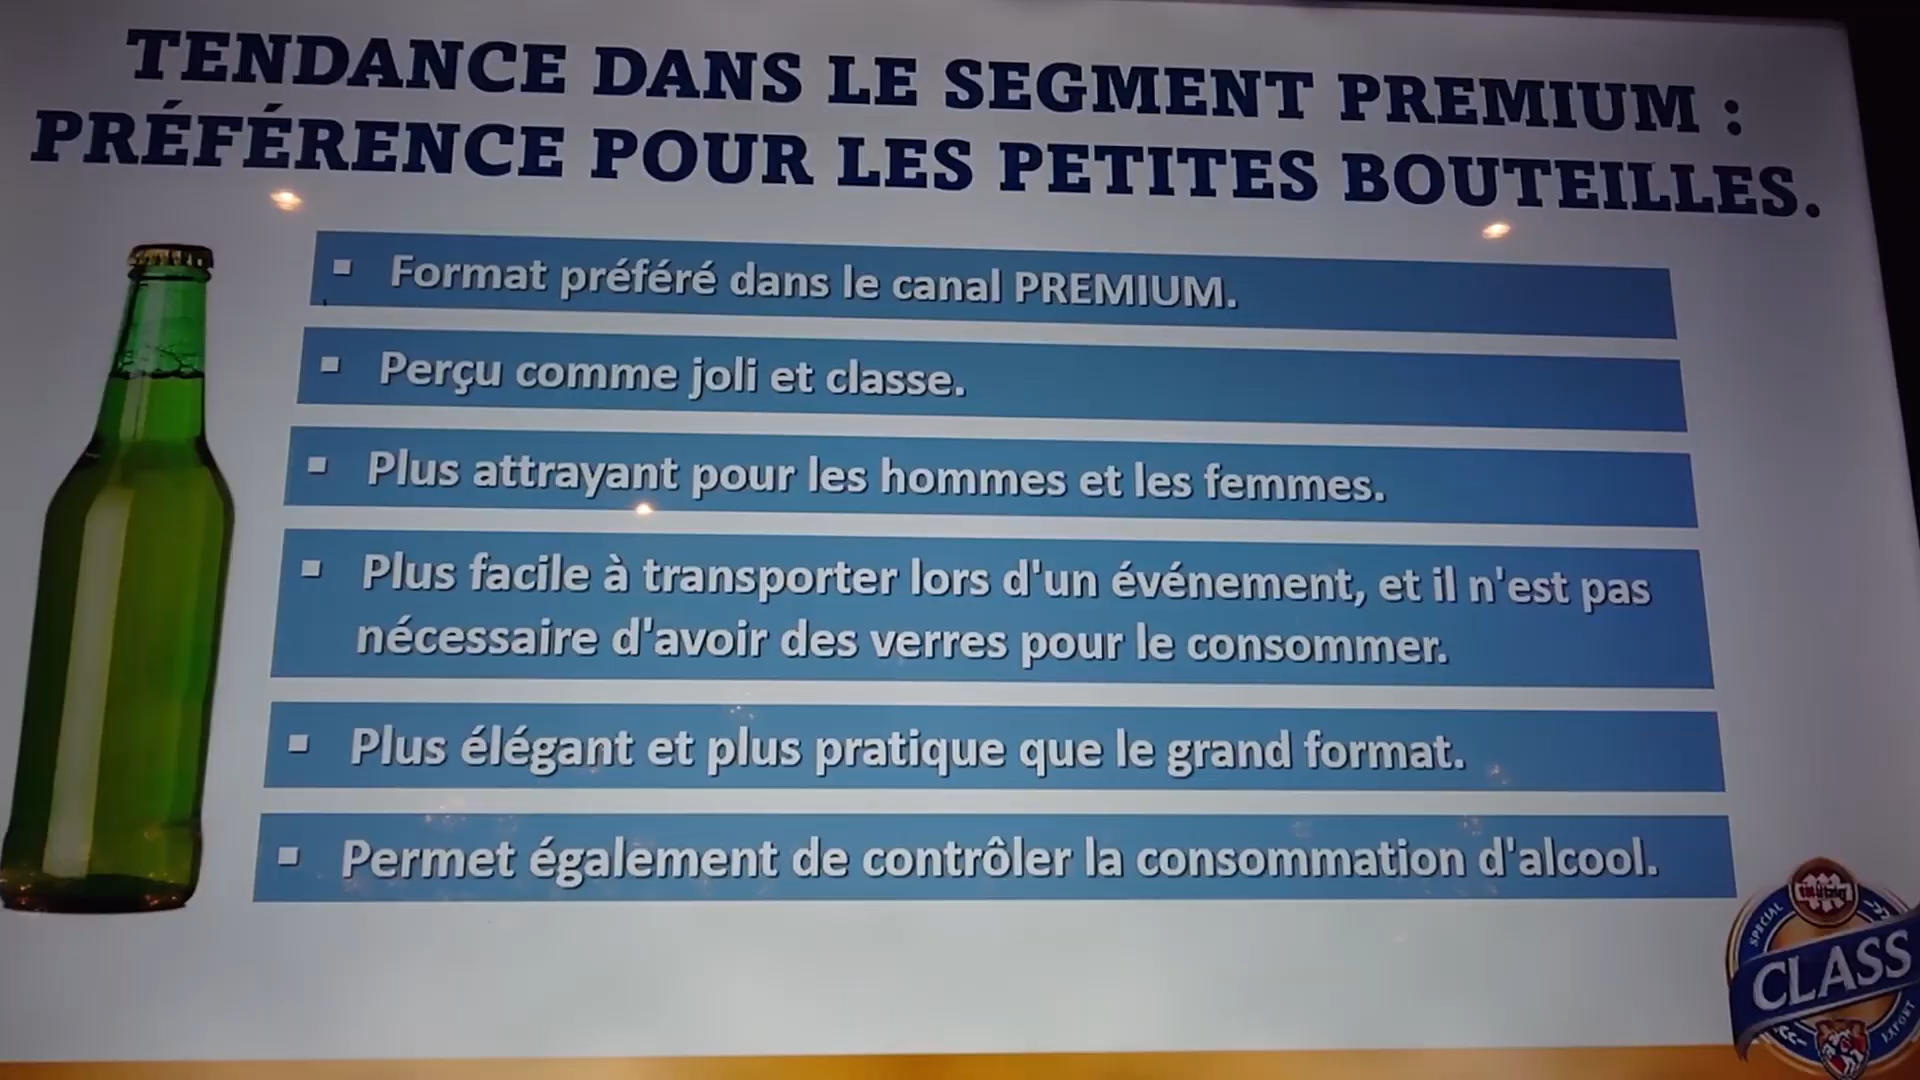 TENDANCE DANS LE SEGMENT PREMIUM :
PRÉFÉRENCE POUR LES PETITES BOUTEILLES.
▪ Format préféré dans le canal PREMIUM.
▪ Perçu comme joli et classe.
▪ Plus attrayant pour les hommes et les femmes.
▪ Plus facile à transporter lors d'un événement, et il n'est pas
nécessaire d'avoir des verres pour le consommer.
▪ Plus élégant et plus pratique que le grand format.
▪ Permet également de contrôler la consommation d'alcool.
SPECIAL
CLASS
EXPORT